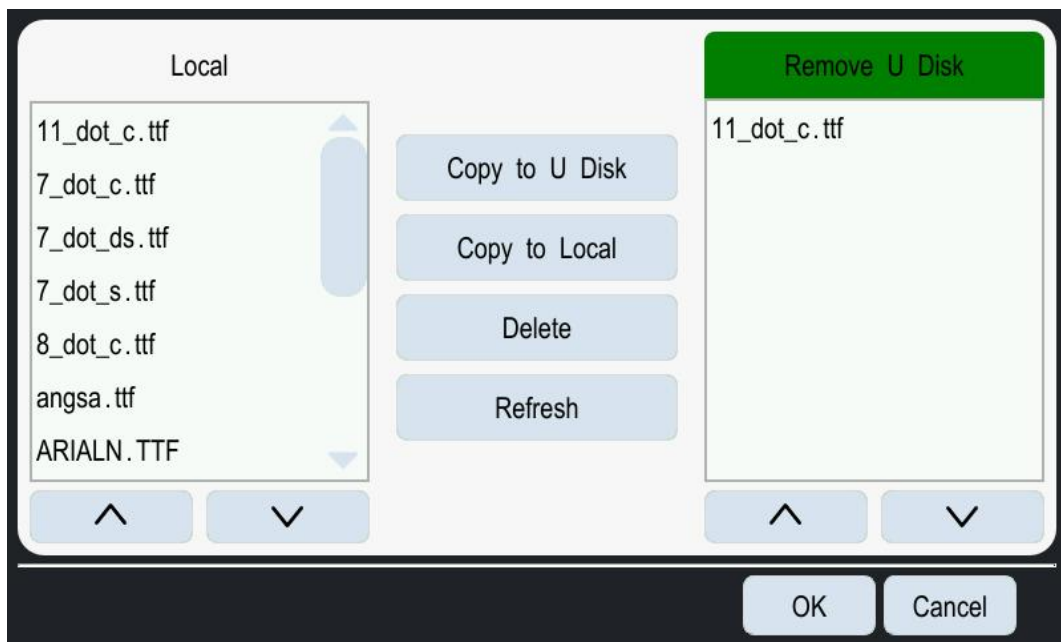 Local
11_dot_c.ttf
7_dot_c.ttf
7_dot_ds.ttf
7_dot_s.ttf
8_dot_c.ttf
angsa.ttf
ARIALN.TTF
Copy to U Disk
Copy to Local
Delete
Refresh
Remove U Disk
11_dot_c.ttf
OK
Cancel